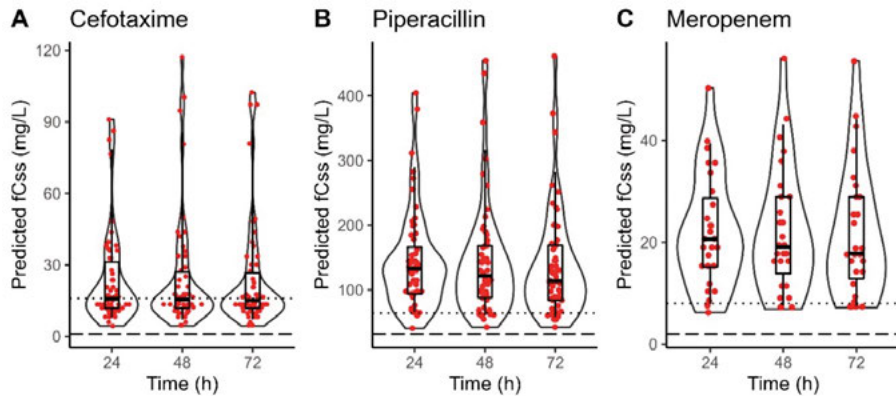 A Cefotaxime
Predicted fCss (mg/L)
120
90
60
30
0
24 48 72
Time (h)
B Piperacillin
Predicted fCss (mg/L)
400
300
200
100
24 48 72
Time (h)
C Meropenem
Predicted fCss (mg/L)
40
20
0
24 48 72
Time (h)